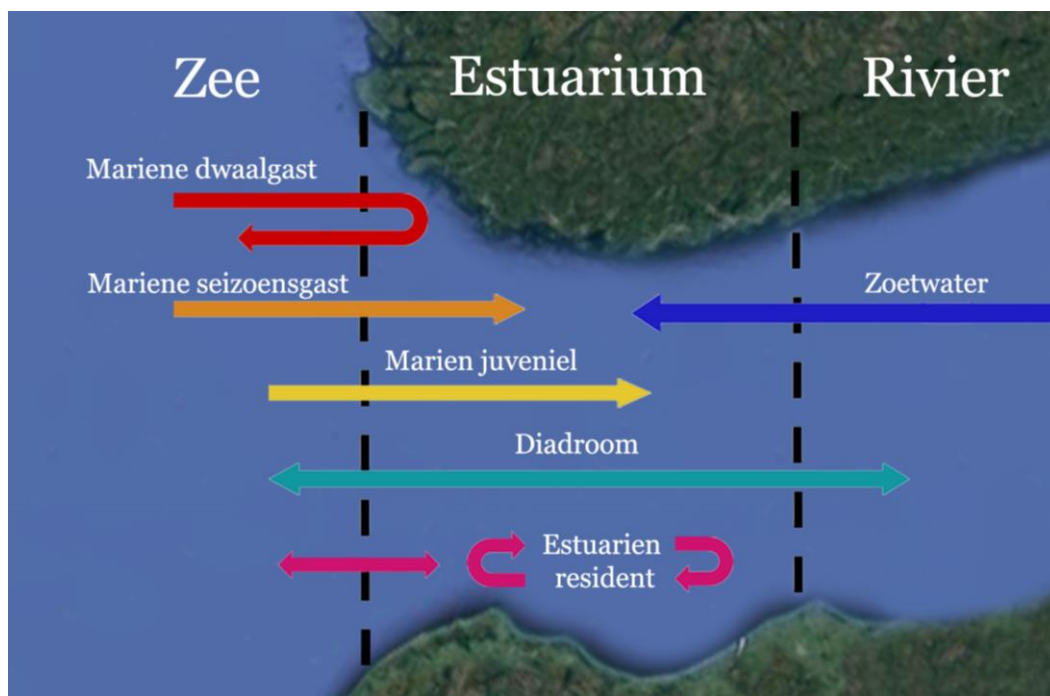 Zee
Estuarium
Rivier
Mariene dwaalgast
Mariene seizoensgast
Zoetwater
Marien juveniel
Diadroom
Estuarien
resident